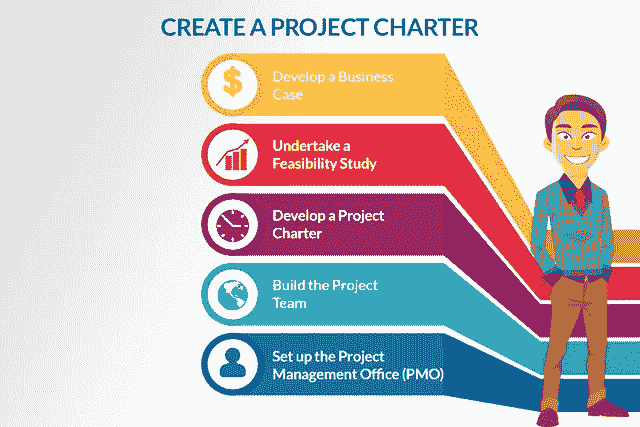 CREATE A PROJECT CHARTER
Develop a Business
Case
Undertake a
Feasibility Study
Develop a Project
Charter
Build the Project
Team
Set up the Project
Management Office (PMO)